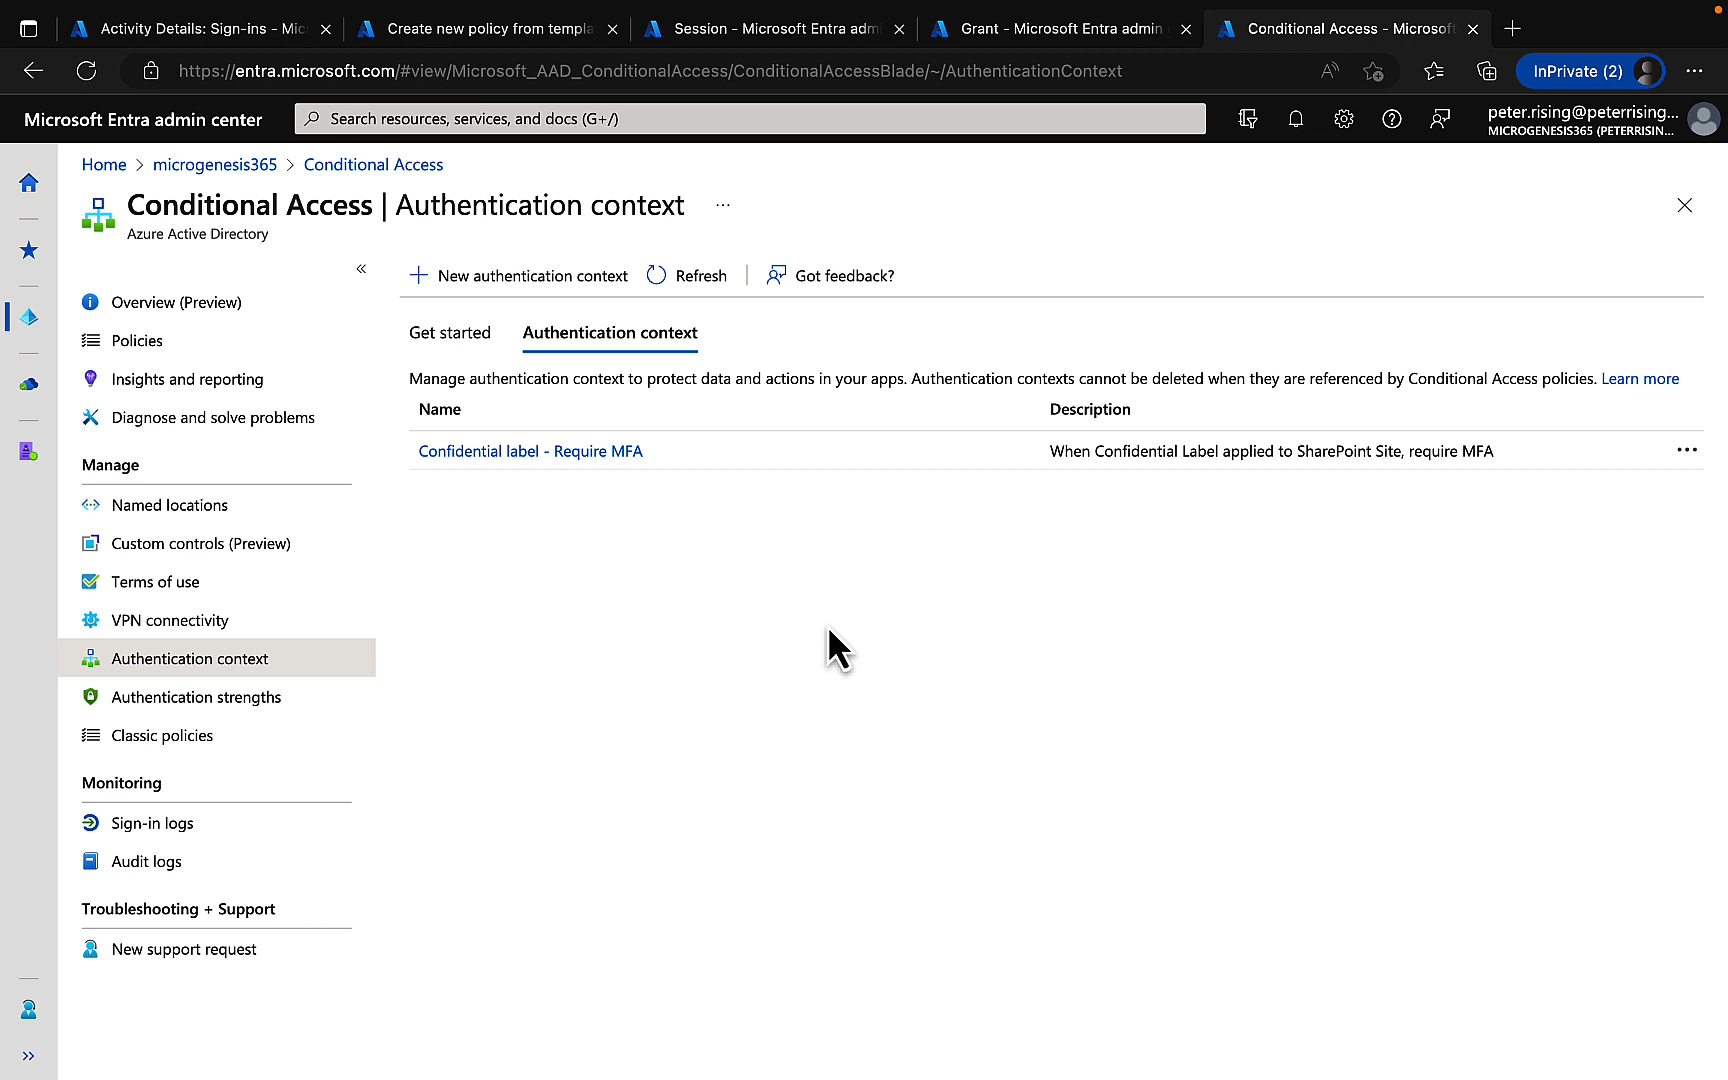 Activity Details: Sign-ins - Mic
Create new policy from templa
Session - Microsoft Entra adm
Grant - Microsoft Entra admin
Conditional Access - Microsoft
https://entra.microsoft.com/#view/Microsoft_AAD_ConditionalAccess/ConditionalAccessBlade/~/AuthenticationContext
InPrivate (2)
Microsoft Entra admin center
Search resources, services, and docs (G+/)
peter.rising@peterrising...
MICROGENESIS365 (PETERRISIN...
Home > microgenesis365 > Conditional Access
Conditional Access | Authentication context ...
Azure Active Directory
Overview (Preview)
Policies
Insights and reporting
Diagnose and solve problems
Manage
Named locations
Custom controls (Preview)
Terms of use
VPN connectivity
Authentication context
Authentication strengths
Classic policies
Monitoring
Sign-in logs
Audit logs
Troubleshooting + Support
New support request
New authentication context
Refresh
Got feedback?
Get started
Authentication context
Manage authentication context to protect data and actions in your apps. Authentication contexts cannot be deleted when they are referenced by Conditional Access policies. Learn more
Name
Description
Confidential label - Require MFA
When Confidential Label applied to SharePoint Site, require MFA